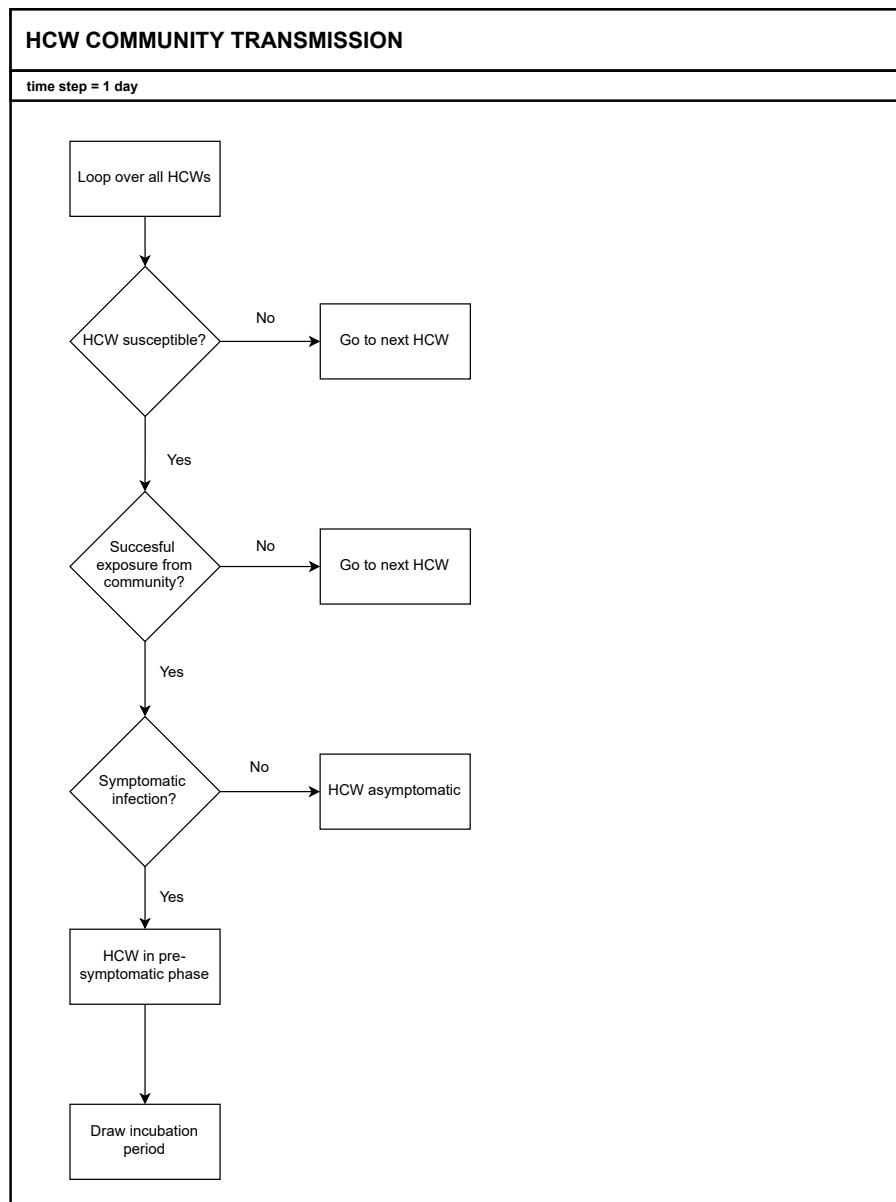 HCW COMMUNITY TRANSMISSION
time step = 1 day
Loop over all HCWs
HCW susceptible?
No
Go to next HCW
Yes
Succesful
exposure from
community?
No
Go to next HCW
Yes
Symptomatic
infection?
No
HCW asymptomatic
Yes
HCW in pre-
symptomatic phase
Draw incubation
period